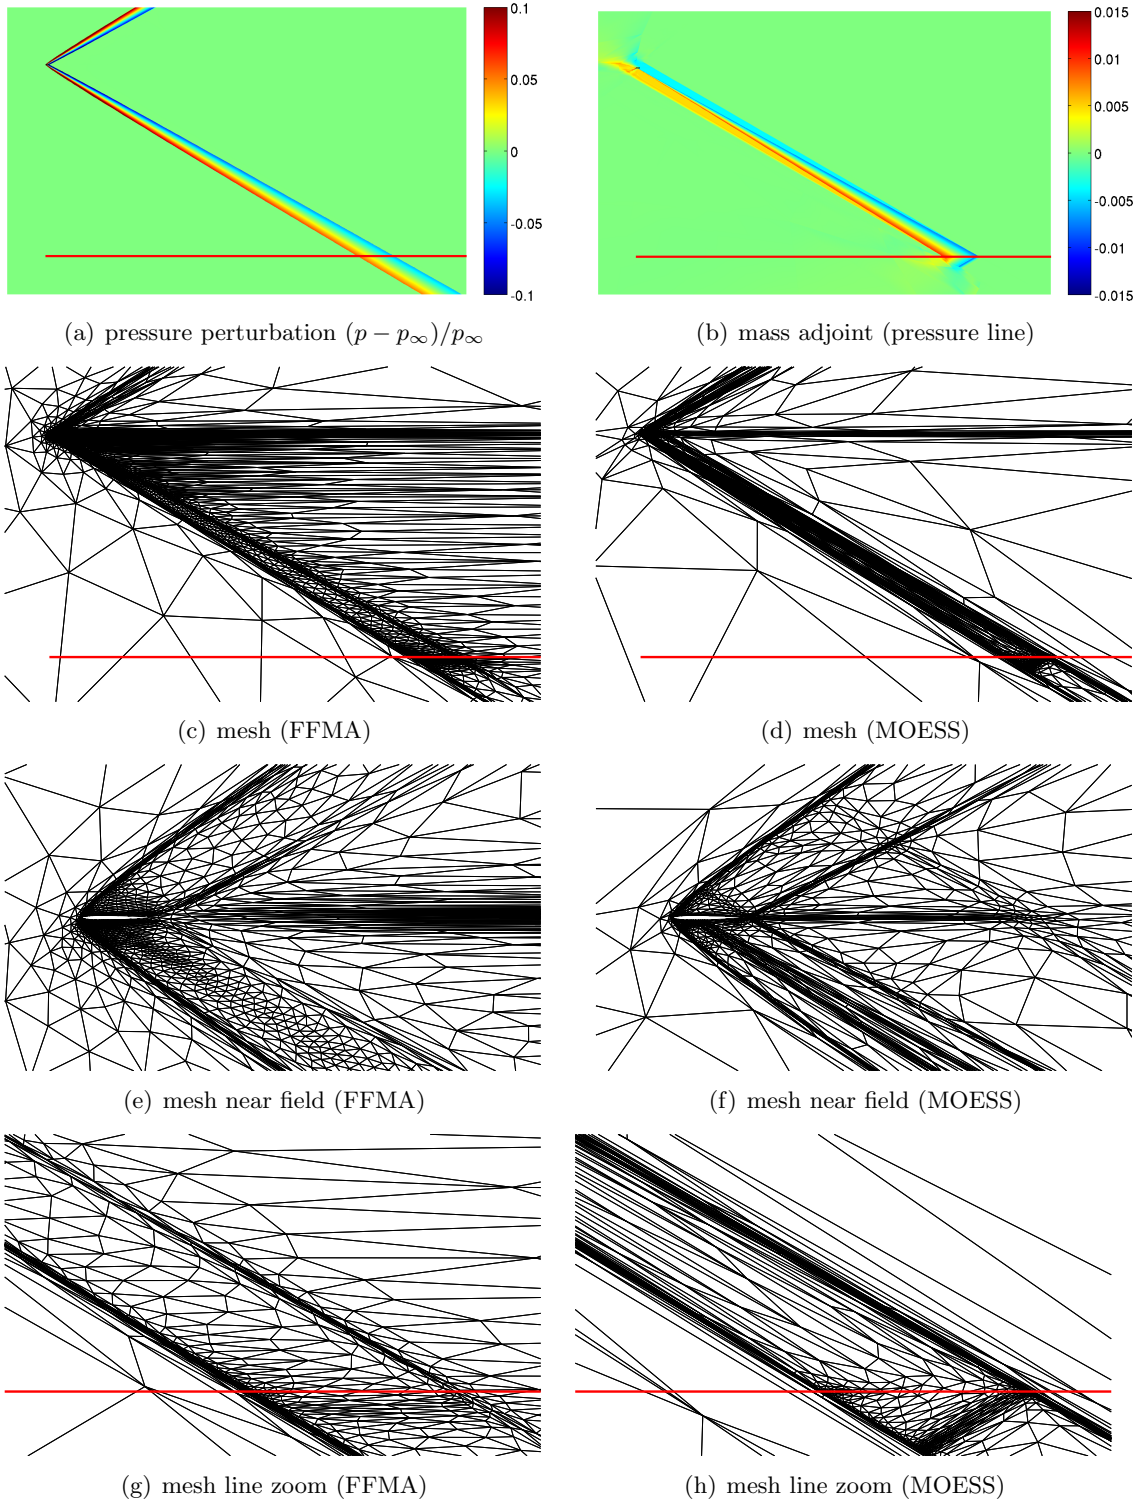 0.1
0.05
0
-0.05
-0.1
0.015
0.01
0.005
0
-0.005
-0.01
-0.015
(a) pressure perturbation (p − p∞)/p∞
(b) mass adjoint (pressure line)
(c) mesh (FFMA)
(d) mesh (MOESS)
(e) mesh near field (FFMA)
(f) mesh near field (MOESS)
(g) mesh line zoom (FFMA)
(h) mesh line zoom (MOESS)